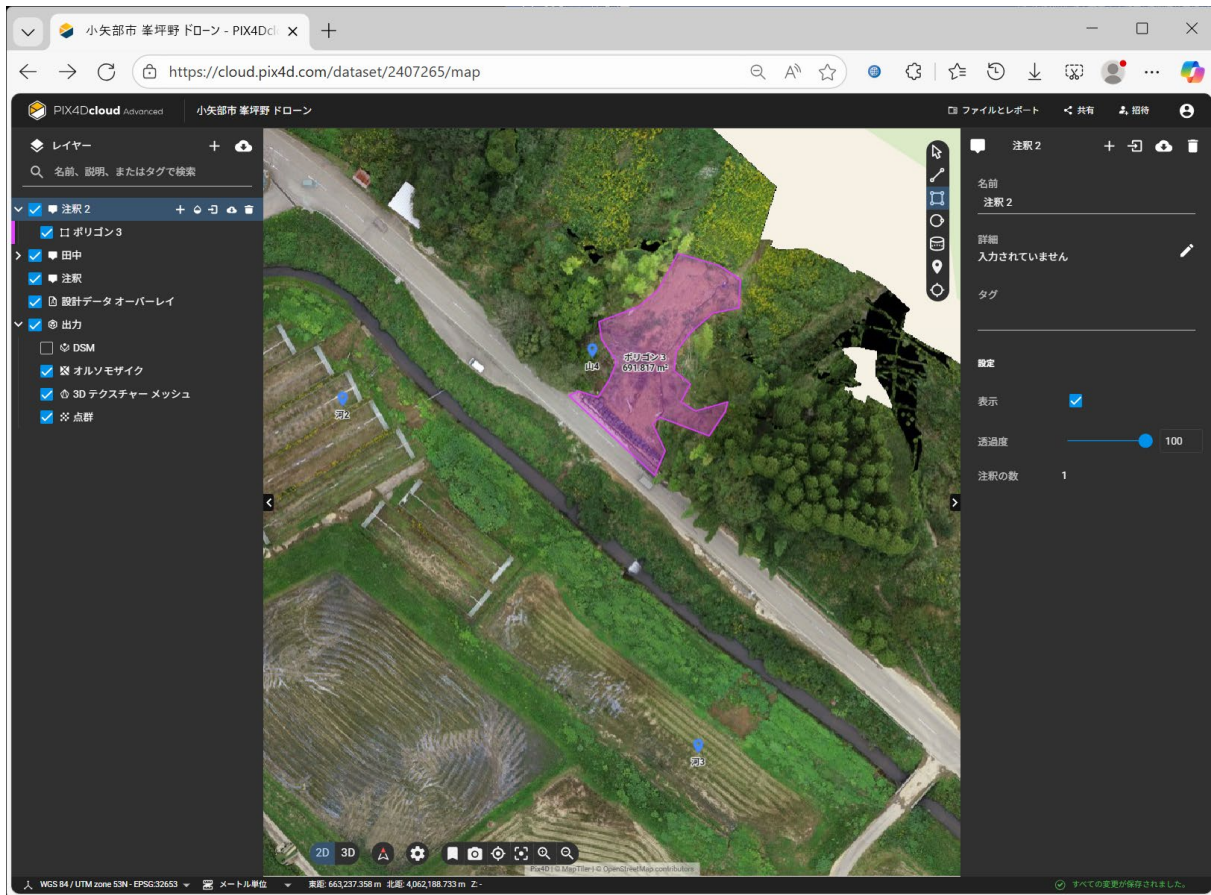 小矢部市 峯坪野 ドローン - PIX4Dcl
https://cloud.pix4d.com/dataset/2407265/map
PIX4Dcloud Advanced
小矢部市 峯坪野 ドローン
ファイルとレポート
共有
招待
レイヤー
名前、説明、またはタグで検索
注釈 2
ポリゴン 3
田中
注釈
設計データ オーバーレイ
出力
DSM
オルソモザイク
3D テクスチャー メッシュ
点群
ポリゴン 3
691.817 m²
山4
河2
河3
2D 3D
Pix4D | © MapTiler | © OpenStreetMap contributors
注釈 2
名前
注釈 2
詳細
入力されていません
タグ
設定
表示
透過度
100
注釈の数
1
WGS 84 / UTM zone 53N - EPSG:32653
メートル単位
東距: 663,237.358 m 北距: 4,062,188.733 m Z: -
すべての変更が保存されました。